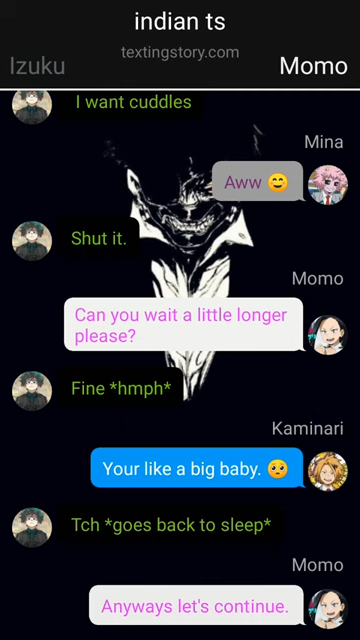 indian ts
textingstory.com
Izuku
Momo
I want cuddles
Mina
Aww 😊
Shut it.
Momo
Can you wait a little longer
please?
Fine *hmph*
Kaminari
Your like a big baby. 🥺
Tch *goes back to sleep*
Momo
Anyways let's continue.